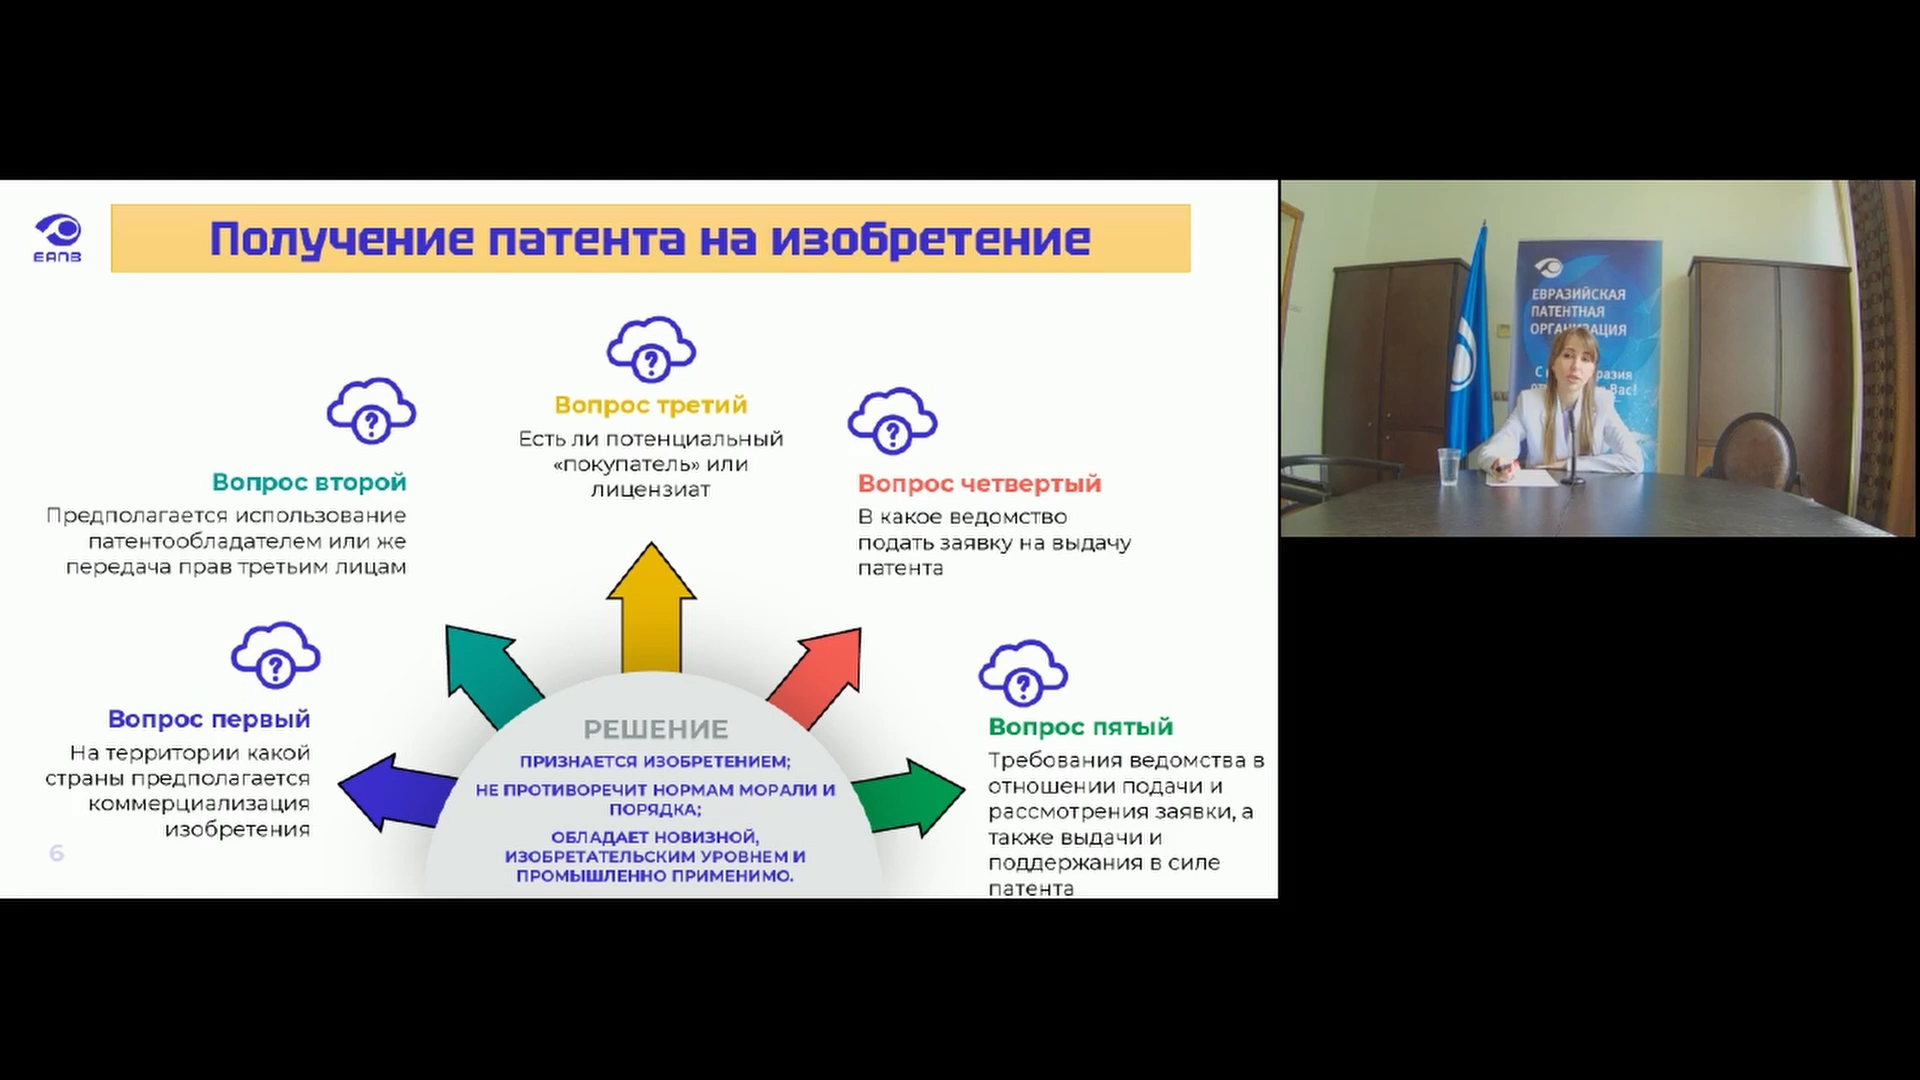 Получение патента на изобретение
ЕАПВ
Вопрос первый
На территории какой
страны предполагается
коммерциализация
изобретения
Вопрос второй
Предполагается использование
патентообладателем или же
передача прав третьим лицам
Вопрос третий
Есть ли потенциальный
«покупатель» или
лицензиат
Вопрос четвертый
В какое ведомство
подать заявку на выдачу
патента
Вопрос пятый
Требования ведомства в
отношении подачи и
рассмотрения заявки, а
также выдачи и
поддержания в силе
патента
РЕШЕНИЕ
ПРИЗНАЕТСЯ ИЗОБРЕТЕНИЕМ;
НЕ ПРОТИВОРЕЧИТ НОРМАМ МОРАЛИ И
ПОРЯДКА;
ОБЛАДАЕТ НОВИЗНОЙ,
ИЗОБРЕТАТЕЛЬСКИМ УРОВНЕМ И
ПРОМЫШЛЕННО ПРИМЕНИМО.
6
ЕВРАЗИЙСКАЯ
ПАТЕНТНАЯ
ОРГАНИЗАЦИЯ
С
Вас!